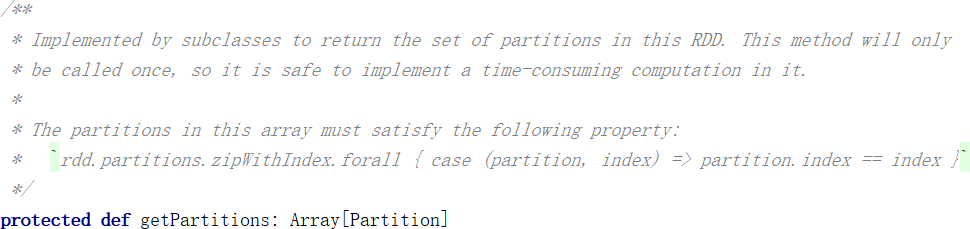 /**
 * Implemented by subclasses to return the set of partitions in this RDD. This method will only
 * be called once, so it is safe to implement a time-consuming computation in it.
 *
 * The partitions in this array must satisfy the following property:
 *   `rdd.partitions.zipWithIndex.forall { case (partition, index) => partition.index == index }`
 */
protected def getPartitions: Array[Partition]